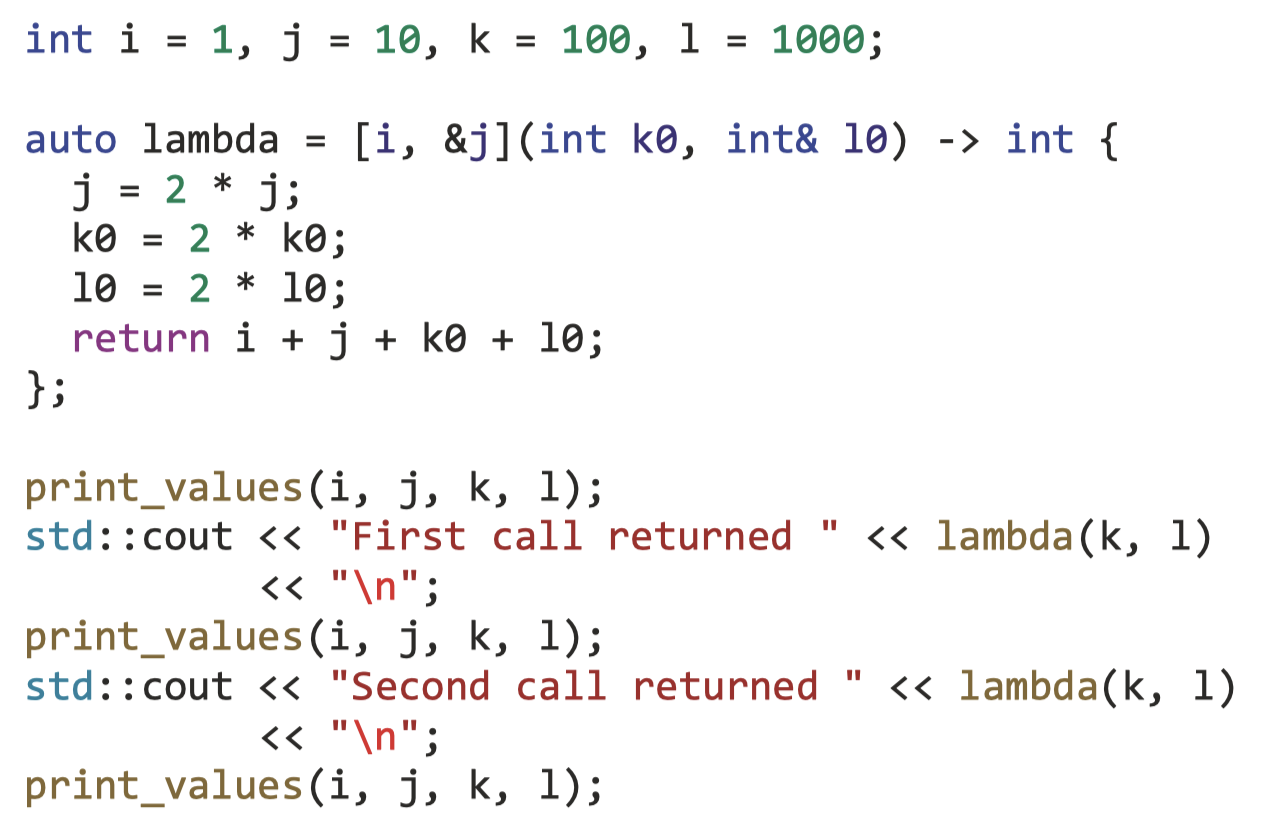 int i = 1, j = 10, k = 100, l = 1000;

auto lambda = [i, &j](int k0, int& l0) -> int {
  j = 2 * j;
  k0 = 2 * k0;
  l0 = 2 * l0;
  return i + j + k0 + l0;
};

print_values(i, j, k, l);
std::cout << "First call returned " << lambda(k, l)
          << "\n";
print_values(i, j, k, l);
std::cout << "Second call returned " << lambda(k, l)
          << "\n";
print_values(i, j, k, l);